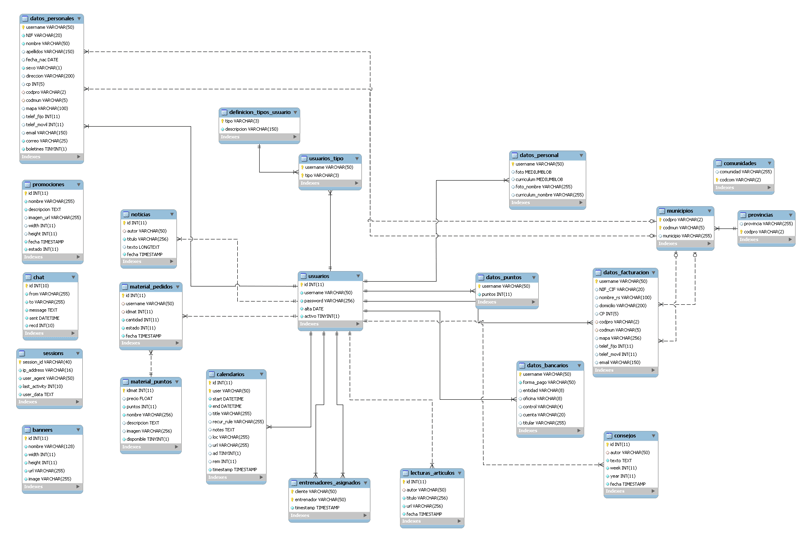 datos_personales
username VARCHAR(50)
NIF VARCHAR(20)
nombre VARCHAR(50)
apellidos VARCHAR(150)
fecha_nac DATE
sexo VARCHAR(1)
direccion VARCHAR(200)
cp INT(5)
codpro VARCHAR(2)
codmun VARCHAR(5)
mapa VARCHAR(100)
telef_fijo INT(11)
telef_movil INT(11)
email VARCHAR(150)
correo VARCHAR(25)
boletines TINYINT(1)
Indexes
promociones
id INT(11)
nombre VARCHAR(255)
descripcion TEXT
imagen_url VARCHAR(255)
width INT(11)
height INT(11)
fecha TIMESTAMP
estado INT(11)
Indexes
chat
id INT(10)
from VARCHAR(255)
to VARCHAR(255)
message TEXT
sent DATETIME
recd INT(10)
Indexes
sessions
session_id VARCHAR(40)
ip_address VARCHAR(16)
user_agent VARCHAR(50)
last_activity INT(10)
user_data TEXT
Indexes
banners
id INT(11)
nombre VARCHAR(128)
width INT(11)
height INT(11)
url VARCHAR(255)
image VARCHAR(255)
Indexes
noticias
id INT(11)
autor VARCHAR(50)
titulo VARCHAR(256)
texto LONGTEXT
fecha TIMESTAMP
Indexes
material_pedidos
id INT(11)
username VARCHAR(50)
idmat INT(11)
cantidad INT(11)
estado INT(11)
fecha TIMESTAMP
Indexes
material_puntos
idmat INT(11)
precio FLOAT
puntos INT(11)
nombre VARCHAR(256)
descripcion TEXT
imagen VARCHAR(256)
disponible TINYINT(1)
Indexes
definicion_tipos_usuario
tipo VARCHAR(3)
descripcion VARCHAR(150)
Indexes
usuarios_tipo
username VARCHAR(50)
tipo VARCHAR(3)
Indexes
usuarios
id INT(11)
username VARCHAR(50)
password VARCHAR(256)
alta DATE
activo TINYINT(1)
Indexes
calendarios
id INT(11)
user VARCHAR(50)
start DATETIME
end DATETIME
title VARCHAR(255)
recur_rule VARCHAR(255)
notes TEXT
loc VARCHAR(255)
url VARCHAR(255)
ad TINYINT(1)
rem INT(11)
timestamp TIMESTAMP
Indexes
entrenadores_asignados
cliente VARCHAR(50)
entrenador VARCHAR(50)
timestamp TIMESTAMP
Indexes
lecturas_articulos
id INT(11)
autor VARCHAR(50)
titulo VARCHAR(256)
url VARCHAR(256)
fecha TIMESTAMP
Indexes
datos_personal
username VARCHAR(50)
foto MEDIUMBLOB
curriculum MEDIUMBLOB
foto_nombre VARCHAR(255)
curriculum_nombre VARCHAR(255)
Indexes
datos_puntos
username VARCHAR(50)
puntos INT(11)
Indexes
datos_bancarios
username VARCHAR(50)
forma_pago VARCHAR(50)
entidad VARCHAR(8)
oficina VARCHAR(8)
control VARCHAR(4)
cuenta VARCHAR(20)
titular VARCHAR(255)
Indexes
datos_facturacion
username VARCHAR(50)
NIF_CIF VARCHAR(20)
nombre_rs VARCHAR(100)
domicilio VARCHAR(200)
CP INT(5)
codpro VARCHAR(2)
codmun VARCHAR(5)
mapa VARCHAR(256)
telef_fijo INT(11)
telef_movil INT(11)
email VARCHAR(150)
Indexes
consejos
id INT(11)
autor VARCHAR(50)
texto TEXT
week INT(11)
year INT(11)
fecha TIMESTAMP
Indexes
municipios
codpro VARCHAR(2)
codmun VARCHAR(5)
municipio VARCHAR(255)
Indexes
comunidades
comunidad VARCHAR(255)
codcom VARCHAR(2)
Indexes
provincias
provincia VARCHAR(255)
codpro VARCHAR(2)
Indexes